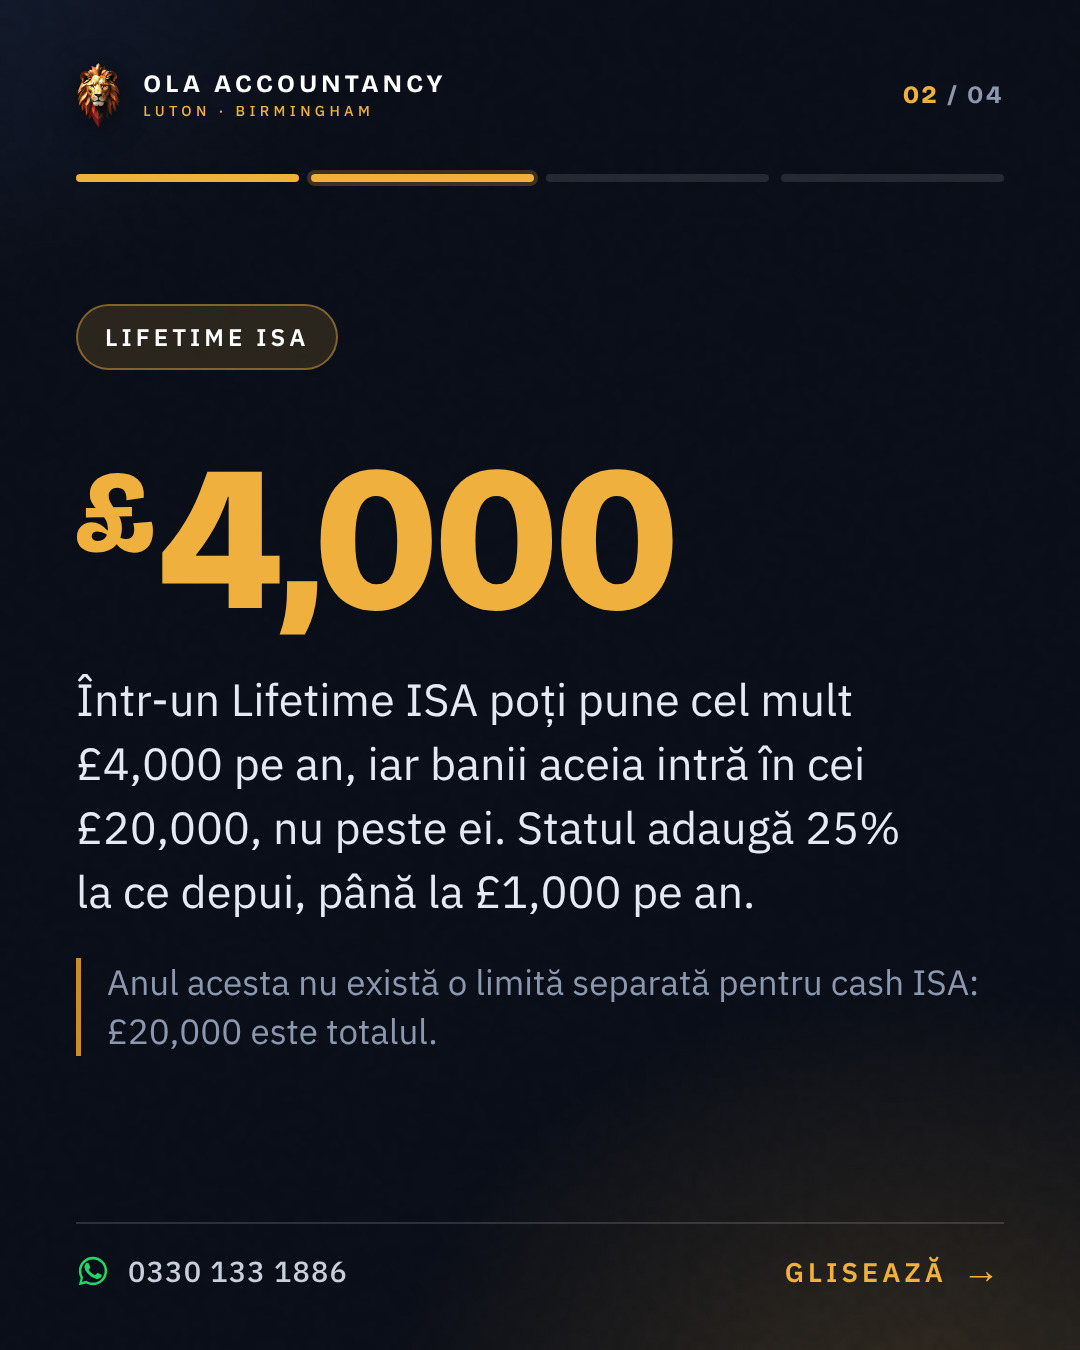 OLA ACCOUNTANCY
LUTON · BIRMINGHAM
02 / 04
LIFETIME ISA
£4,000
Într-un Lifetime ISA poți pune cel mult
£4,000 pe an, iar banii aceia intră în cei
£20,000, nu peste ei. Statul adaugă 25%
la ce depui, până la £1,000 pe an.
Anul acesta nu există o limită separată pentru cash ISA:
£20,000 este totalul.
0330 133 1886
GLISEAZĂ →